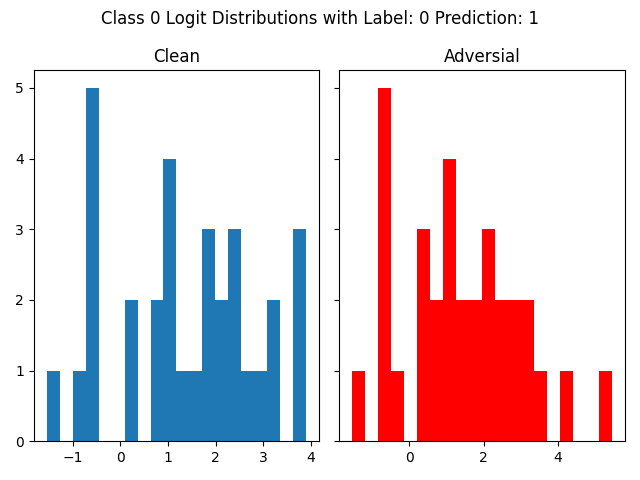 Class 0 Logit Distributions with Label: 0 Prediction: 1
Clean
Adversial
5
4
3
2
1
0
−1 0 1 2 3 4
0 2 4